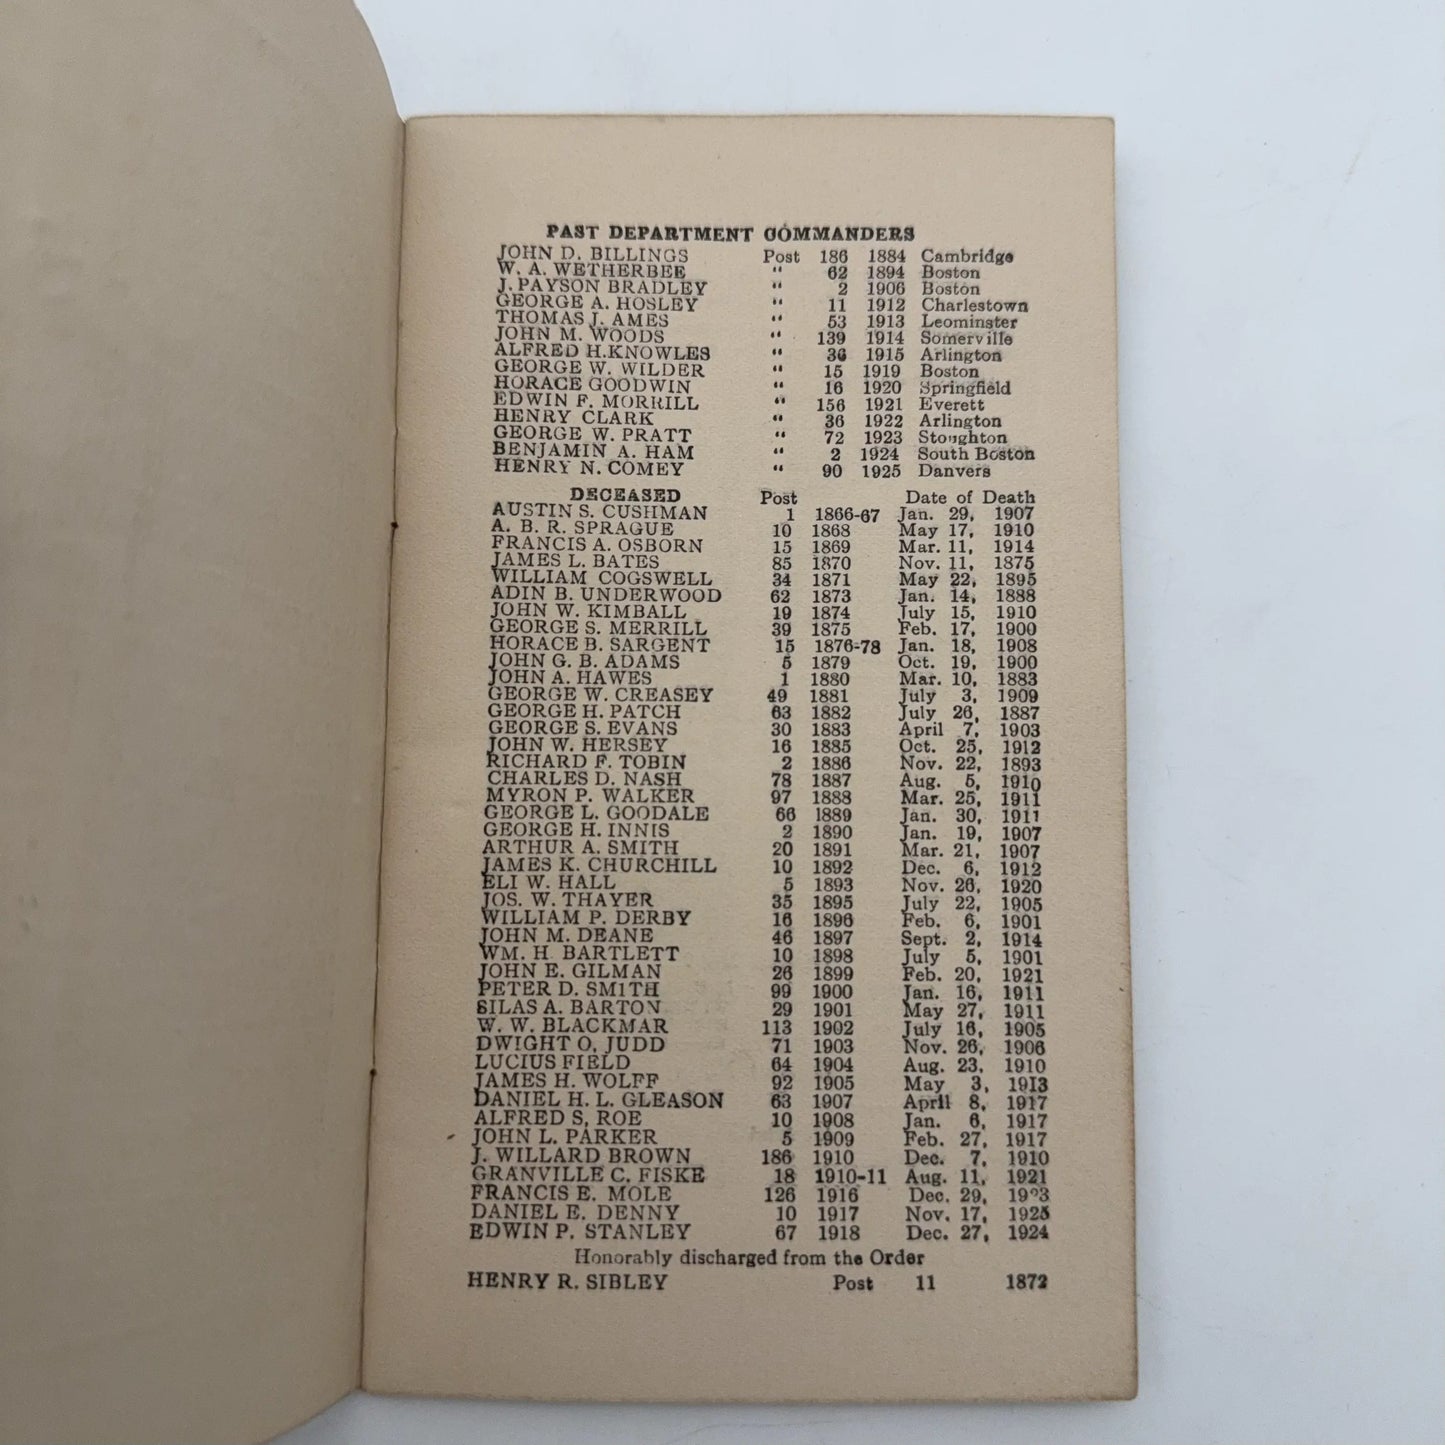 PAST DEPARTMENT COMMANDERS
JOHN D. BILLINGS Post 186 1884 Cambridge
W. A. WETHERBEE " 62 1894 Boston
J. PAYSON BRADLEY " 2 1906 Boston
GEORGE A. HOSLEY " 11 1912 Charlestown
THOMAS J. AMES " 53 1913 Leominster
JOHN M. WOODS " 139 1914 Somerville
ALFRED H.KNOWLES " 36 1915 Arlington
GEORGE W. WILDER " 15 1919 Boston
HORACE GOODWIN " 16 1920 Springfield
EDWIN F. MORRILL " 156 1921 Everett
HENRY CLARK " 36 1922 Arlington
GEORGE W. PRATT " 72 1923 Stoughton
BENJAMIN A. HAM " 2 1924 South Boston
HENRY N. COMEY " 90 1925 Danvers
DECEASED Post Date of Death
AUSTIN S. CUSHMAN 1 1866-67 Jan. 29, 1907
A. B. R. SPRAGUE 10 1868 May 17, 1910
FRANCIS A. OSBORN 15 1869 Mar. 11, 1914
JAMES L. BATES 85 1870 Nov. 11, 1875
WILLIAM COGSWELL 34 1871 May 22, 1895
ADIN B. UNDERWOOD 62 1873 Jan. 14, 1888
JOHN W. KIMBALL 19 1874 July 15, 1910
GEORGE S. MERRILL 39 1875 Feb. 17, 1900
HORACE B. SARGENT 15 1876-78 Jan. 18, 1908
JOHN G. B. ADAMS 5 1879 Oct. 19, 1900
JOHN A. HAWES 1 1880 Mar. 10, 1883
GEORGE W. CREASEY 49 1881 July 3, 1909
GEORGE H. PATCH 63 1882 July 26, 1887
GEORGE S. EVANS 30 1883 April 7, 1903
JOHN W. HERSEY 16 1885 Oct. 25, 1912
RICHARD F. TOBIN 2 1886 Nov. 22, 1893
CHARLES D. NASH 78 1887 Aug. 5, 1910
MYRON P. WALKER 97 1888 Mar. 25, 1911
GEORGE L. GOODALE 66 1889 Jan. 30, 1911
GEORGE H. INNIS 2 1890 Jan. 19, 1907
ARTHUR A. SMITH 20 1891 Mar. 21, 1907
JAMES K. CHURCHILL 10 1892 Dec. 6, 1912
ELI W. HALL 5 1893 Nov. 26, 1920
JOS. W. THAYER 35 1895 July 22, 1905
WILLIAM P. DERBY 16 1896 Feb. 6, 1901
JOHN M. DEANE 46 1897 Sept. 2, 1914
WM. H. BARTLETT 10 1898 July 5, 1901
JOHN E. GILMAN 26 1899 Feb. 20, 1921
PETER D. SMITH 99 1900 Jan. 16, 1911
SILAS A. BARTON 29 1901 May 27, 1911
W. W. BLACKMAR 113 1902 July 16, 1905
DWIGHT O. JUDD 71 1903 Nov. 26, 1906
LUCIUS FIELD 64 1904 Aug. 23, 1910
JAMES H. WOLFF 92 1905 May 3, 1913
DANIEL H. L. GLEASON 63 1907 April 8, 1917
ALFRED S, ROE 10 1908 Jan. 6, 1917
JOHN L. PARKER 5 1909 Feb. 27, 1917
J. WILLARD BROWN 186 1910 Dec. 7, 1910
GRANVILLE C. FISKE 18 1910-11 Aug. 11, 1921
FRANCIS E. MOLE 126 1916 Dec. 29,
DANIEL E. DENNY 10 1917 Nov. 17, 1925
EDWIN P. STANLEY 67 1918 Dec. 27, 1924
Honorably discharged from the Order
HENRY R. SIBLEY Post 11 1872